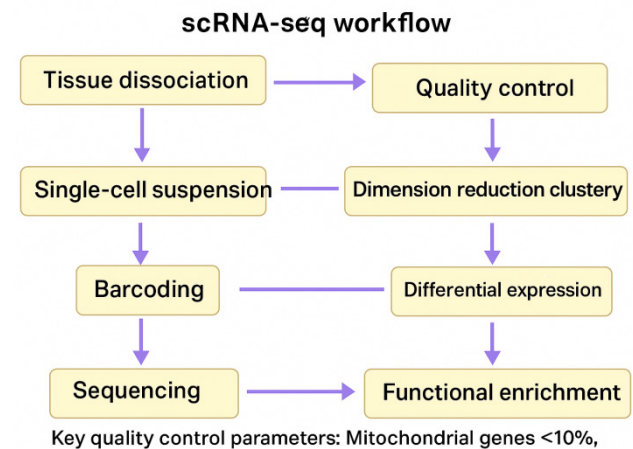 scRNA-seq workflow
Tissue dissociation
Quality control
Single-cell suspension
Dimension reduction clustery
Barcoding
Differential expression
Sequencing
Functional enrichment
Key quality control parameters: Mitochondrial genes <10%,